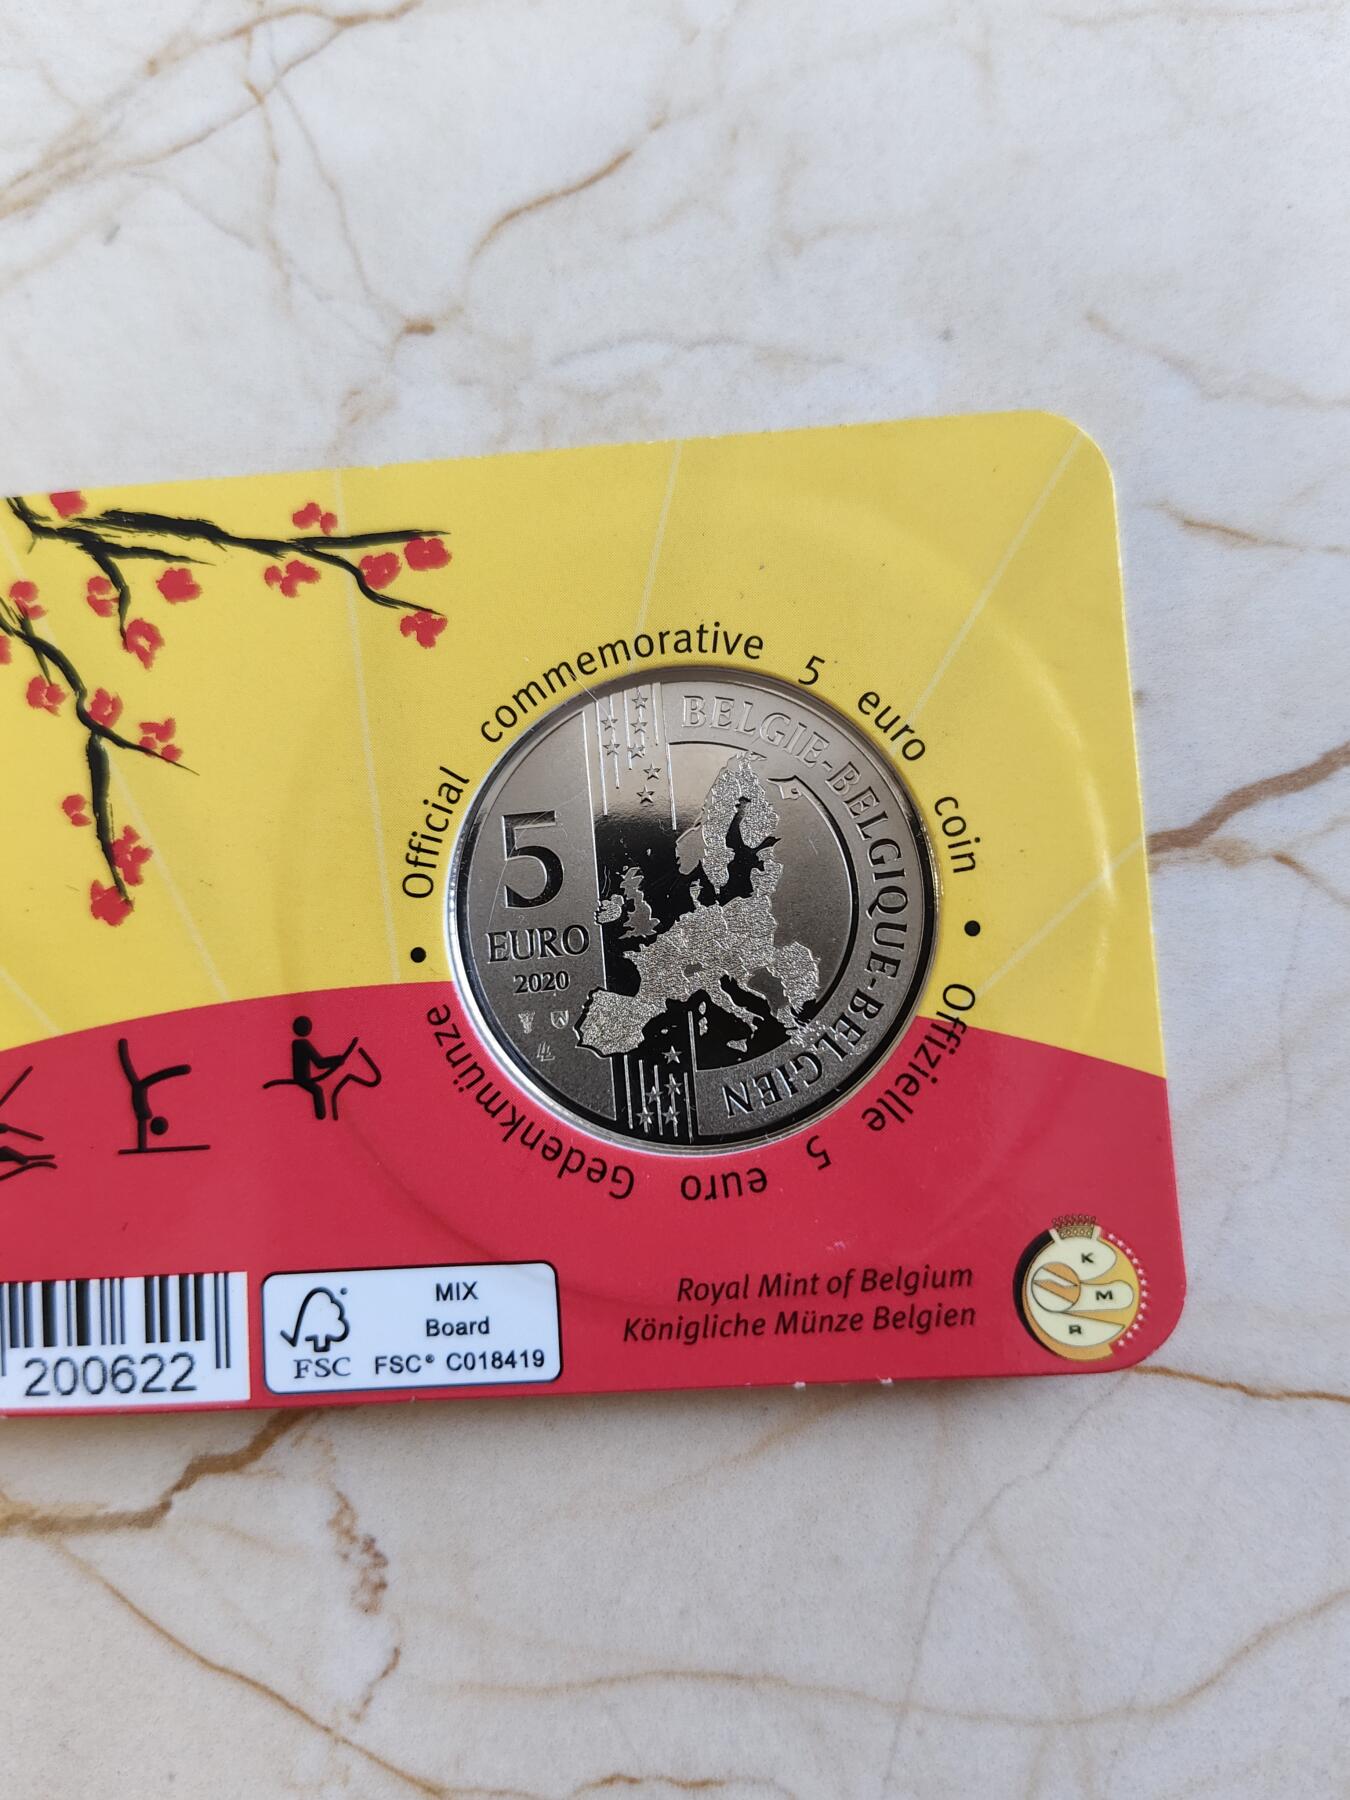 Official commemorative 5 euro coin
Offizielle 5 euro Gedenkmünze
BELGIE-BELGIQUE-BELGIEN
5
EURO
2020
200622
MIX
Board
FSC
FSC® C018419
Royal Mint of Belgium
Königliche Münze Belgien
K
M
R